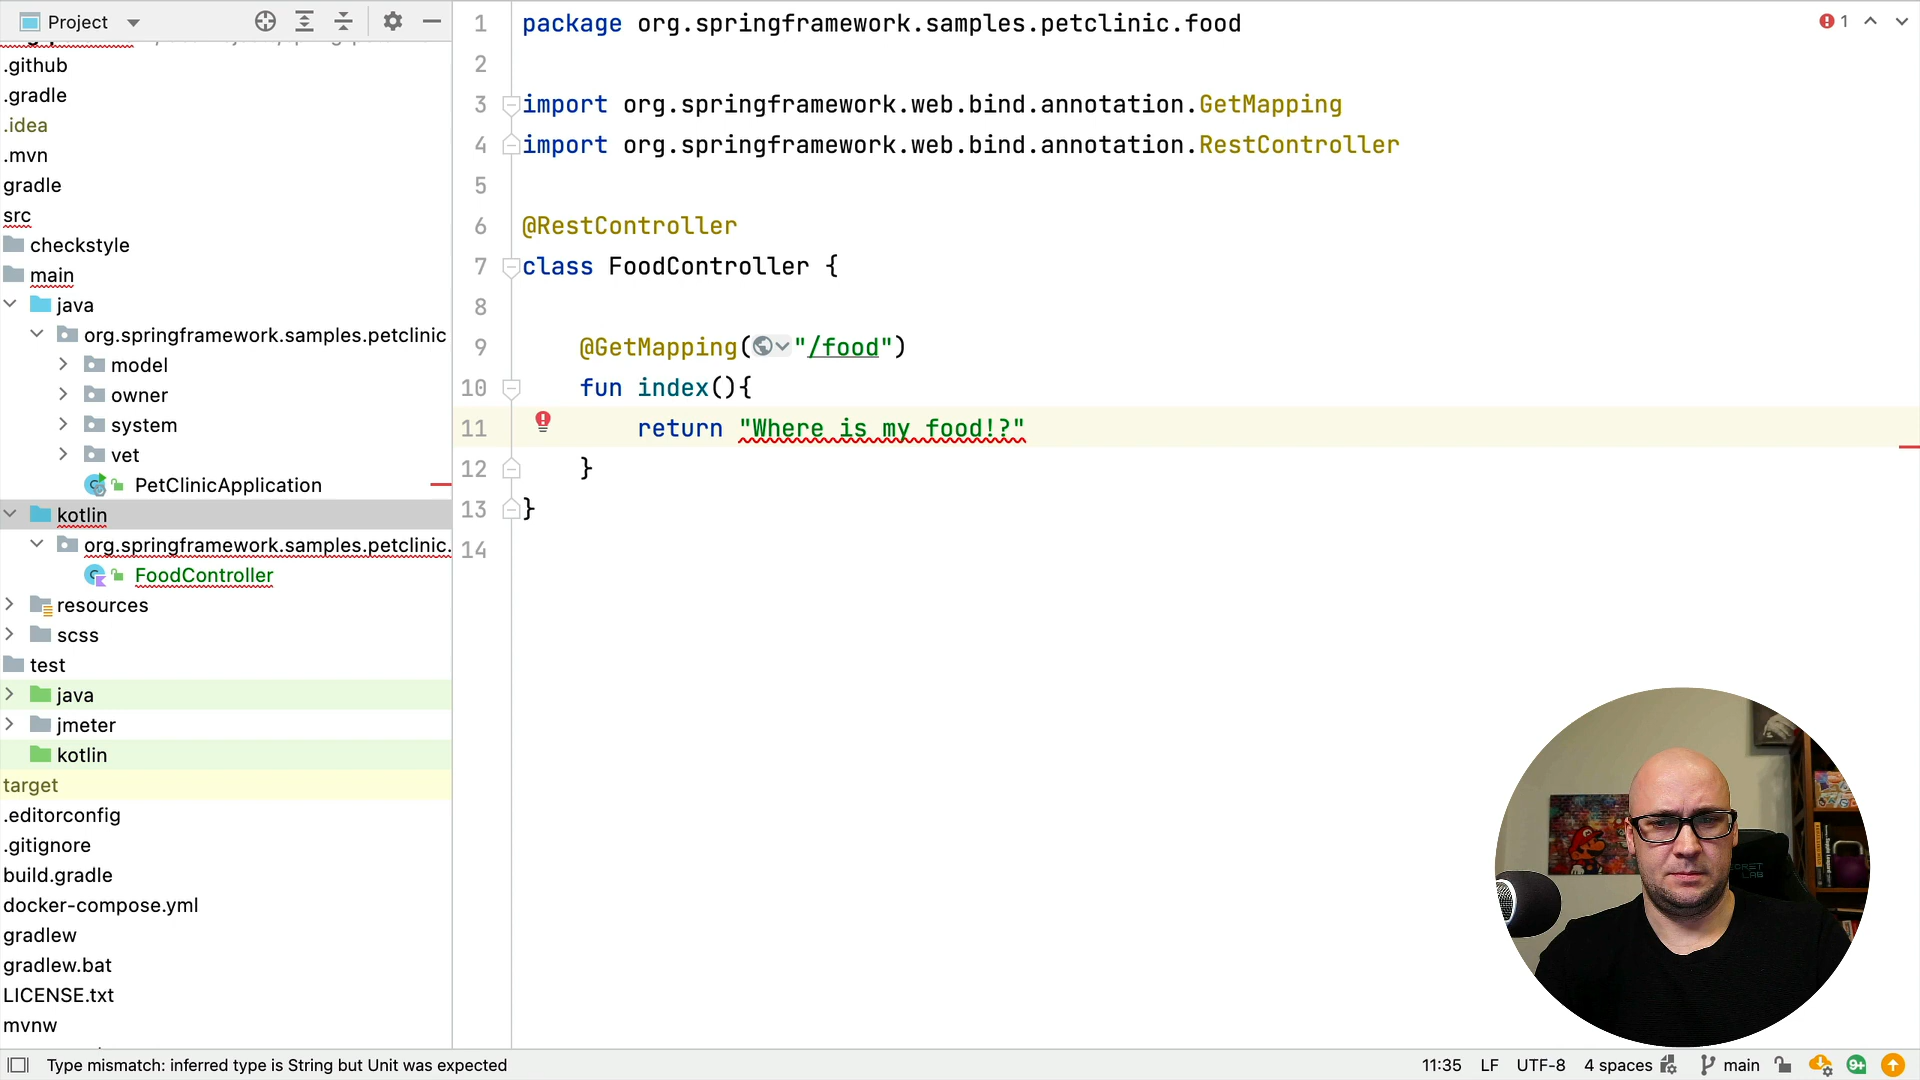 Project
.github
.gradle
.idea
.mvn
gradle
src
checkstyle
main
java
org.springframework.samples.petclinic
model
owner
system
vet
PetClinicApplication
kotlin
org.springframework.samples.petclinic.
FoodController
resources
scss
test
java
jmeter
kotlin
target
.editorconfig
.gitignore
build.gradle
docker-compose.yml
gradlew
gradlew.bat
LICENSE.txt
mvnw
1 package org.springframework.samples.petclinic.food
2
3 import org.springframework.web.bind.annotation.GetMapping
4 import org.springframework.web.bind.annotation.RestController
5
6 @RestController
7 class FoodController {
8
9 @GetMapping("/food")
10 fun index(){
11 return "Where is my food!?"
12 }
13 }
14
1
Type mismatch: inferred type is String but Unit was expected
11:35 LF UTF-8 4 spaces main 9+